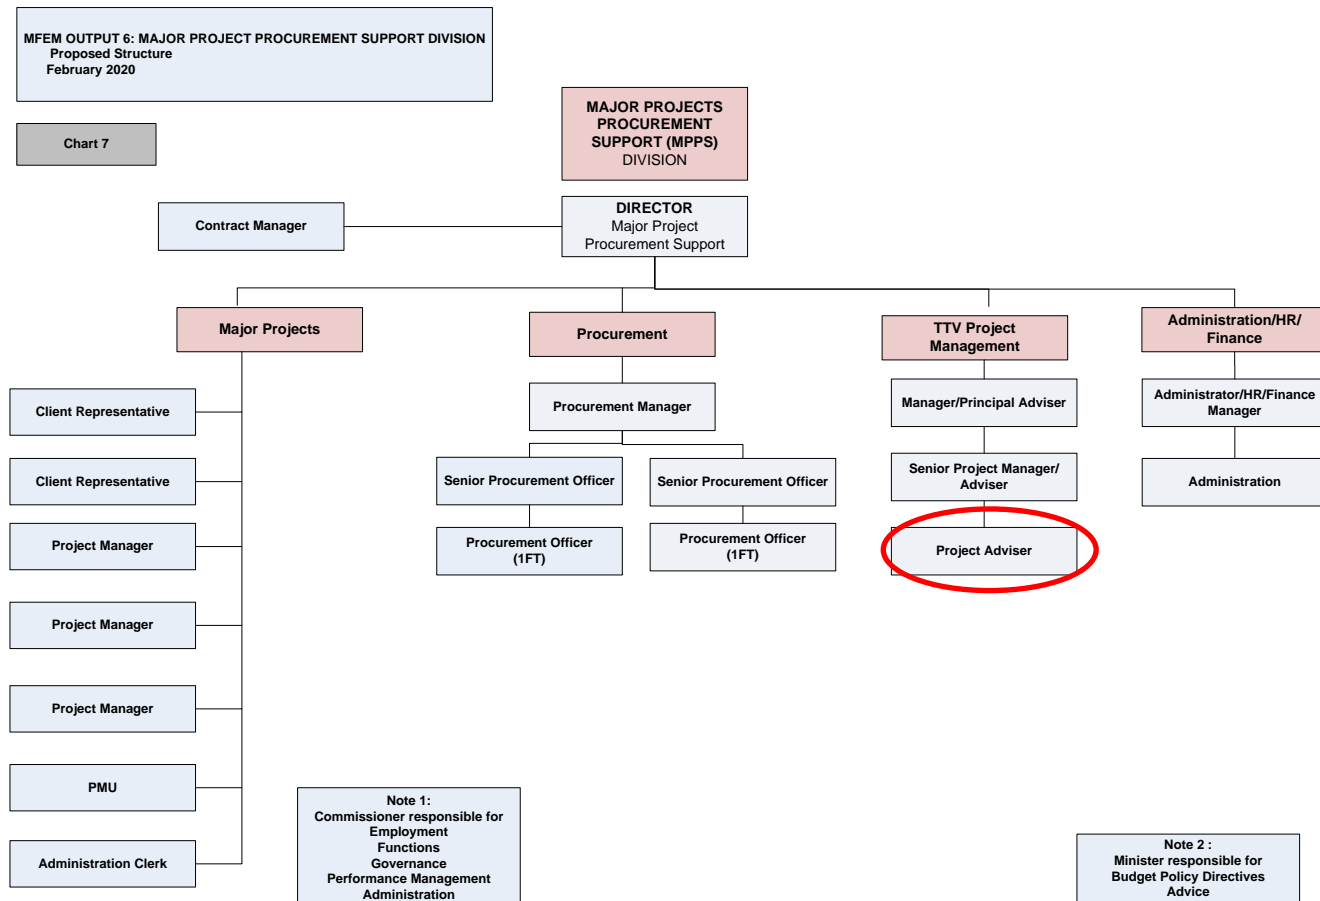 MFEM OUTPUT 6: MAJOR PROJECT PROCUREMENT SUPPORT DIVISION
Proposed Structure
February 2020
Chart 7
MAJOR PROJECTS
PROCUREMENT
SUPPORT (MPPS)
DIVISION
Contract Manager
DIRECTOR
Major Project
Procurement Support
Major Projects
Procurement
TTV Project
Management
Administration/HR/
Finance
Client Representative
Client Representative
Project Manager
Project Manager
Project Manager
PMU
Administration Clerk
Procurement Manager
Senior Procurement Officer
Senior Procurement Officer
Procurement Officer
(1FT)
Procurement Officer
(1FT)
Manager/Principal Adviser
Senior Project Manager/
Adviser
Project Adviser
Administrator/HR/Finance
Manager
Administration
Note 1:
Commissioner responsible for
Employment
Functions
Governance
Performance Management
Administration
Note 2 :
Minister responsible for
Budget Policy Directives
Advice